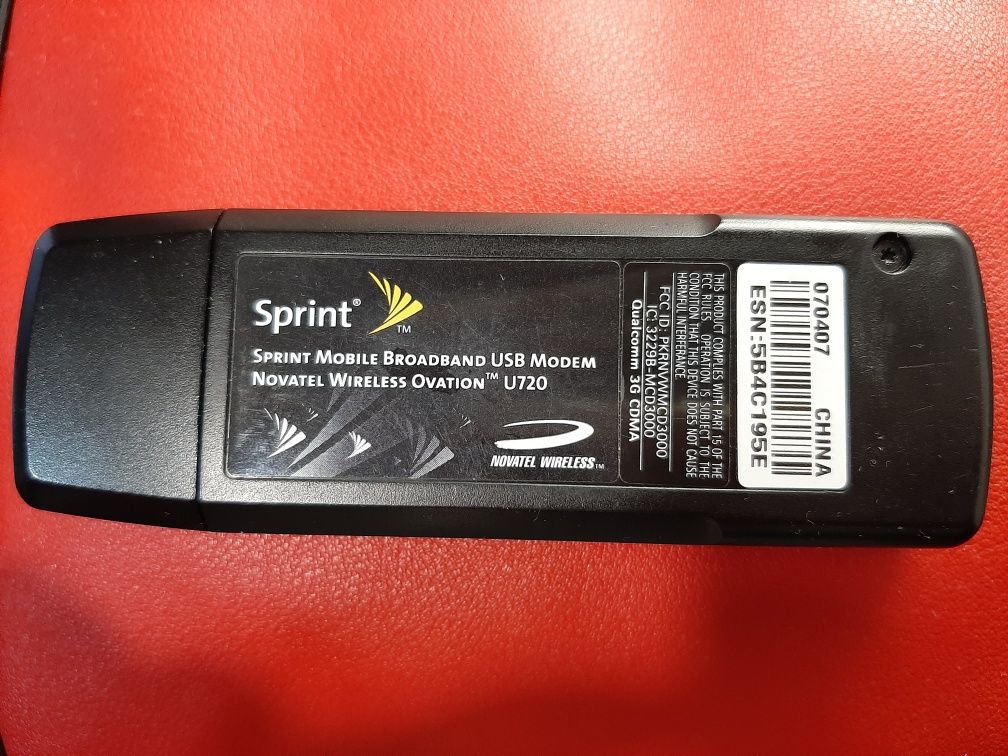 Sprint®
TM
SPRINT MOBILE BROADBAND USB MODEM
NOVATEL WIRELESS OVATION™ U720
NOVATEL WIRELESS™
THIS PRODUCT COMPLIES WITH PART 15 OF THE
FCC RULES. OPERATION IS SUBJECT TO THE
CONDITION THAT THIS DEVICE DOES NOT CAUSE
HARMFUL INTERFERANCE
FCC ID: PKRNVWMCD3000
IC: 3229B-MCD3000
Qualcomm 3G CDMA
070407 CHINA
ESN:5B4C195E